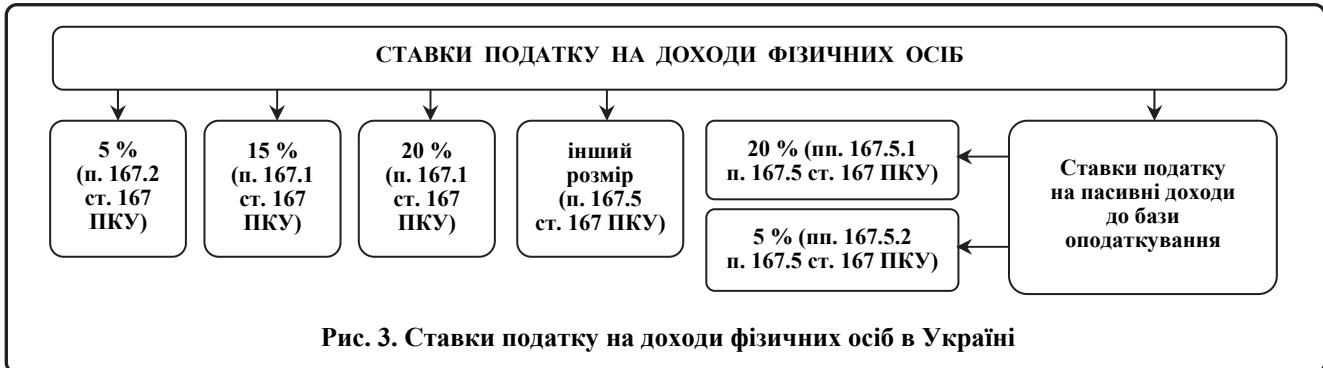 СТАВКИ ПОДАТКУ НА ДОХОДИ ФІЗИЧНИХ ОСІБ
5 %
(п. 167.2
ст. 167
ПКУ)
15 %
(п. 167.1
ст. 167
ПКУ)
20 %
(п. 167.1
ст. 167
ПКУ)
інший
розмір
(п. 167.5
ст. 167 ПКУ)
20 % (пп. 167.5.1
п. 167.5 ст. 167 ПКУ)
5 % (пп. 167.5.2
п. 167.5 ст. 167 ПКУ)
Ставки податку
на пасивні доходи
до бази
оподаткування
Рис. 3. Ставки податку на доходи фізичних осіб в Україні